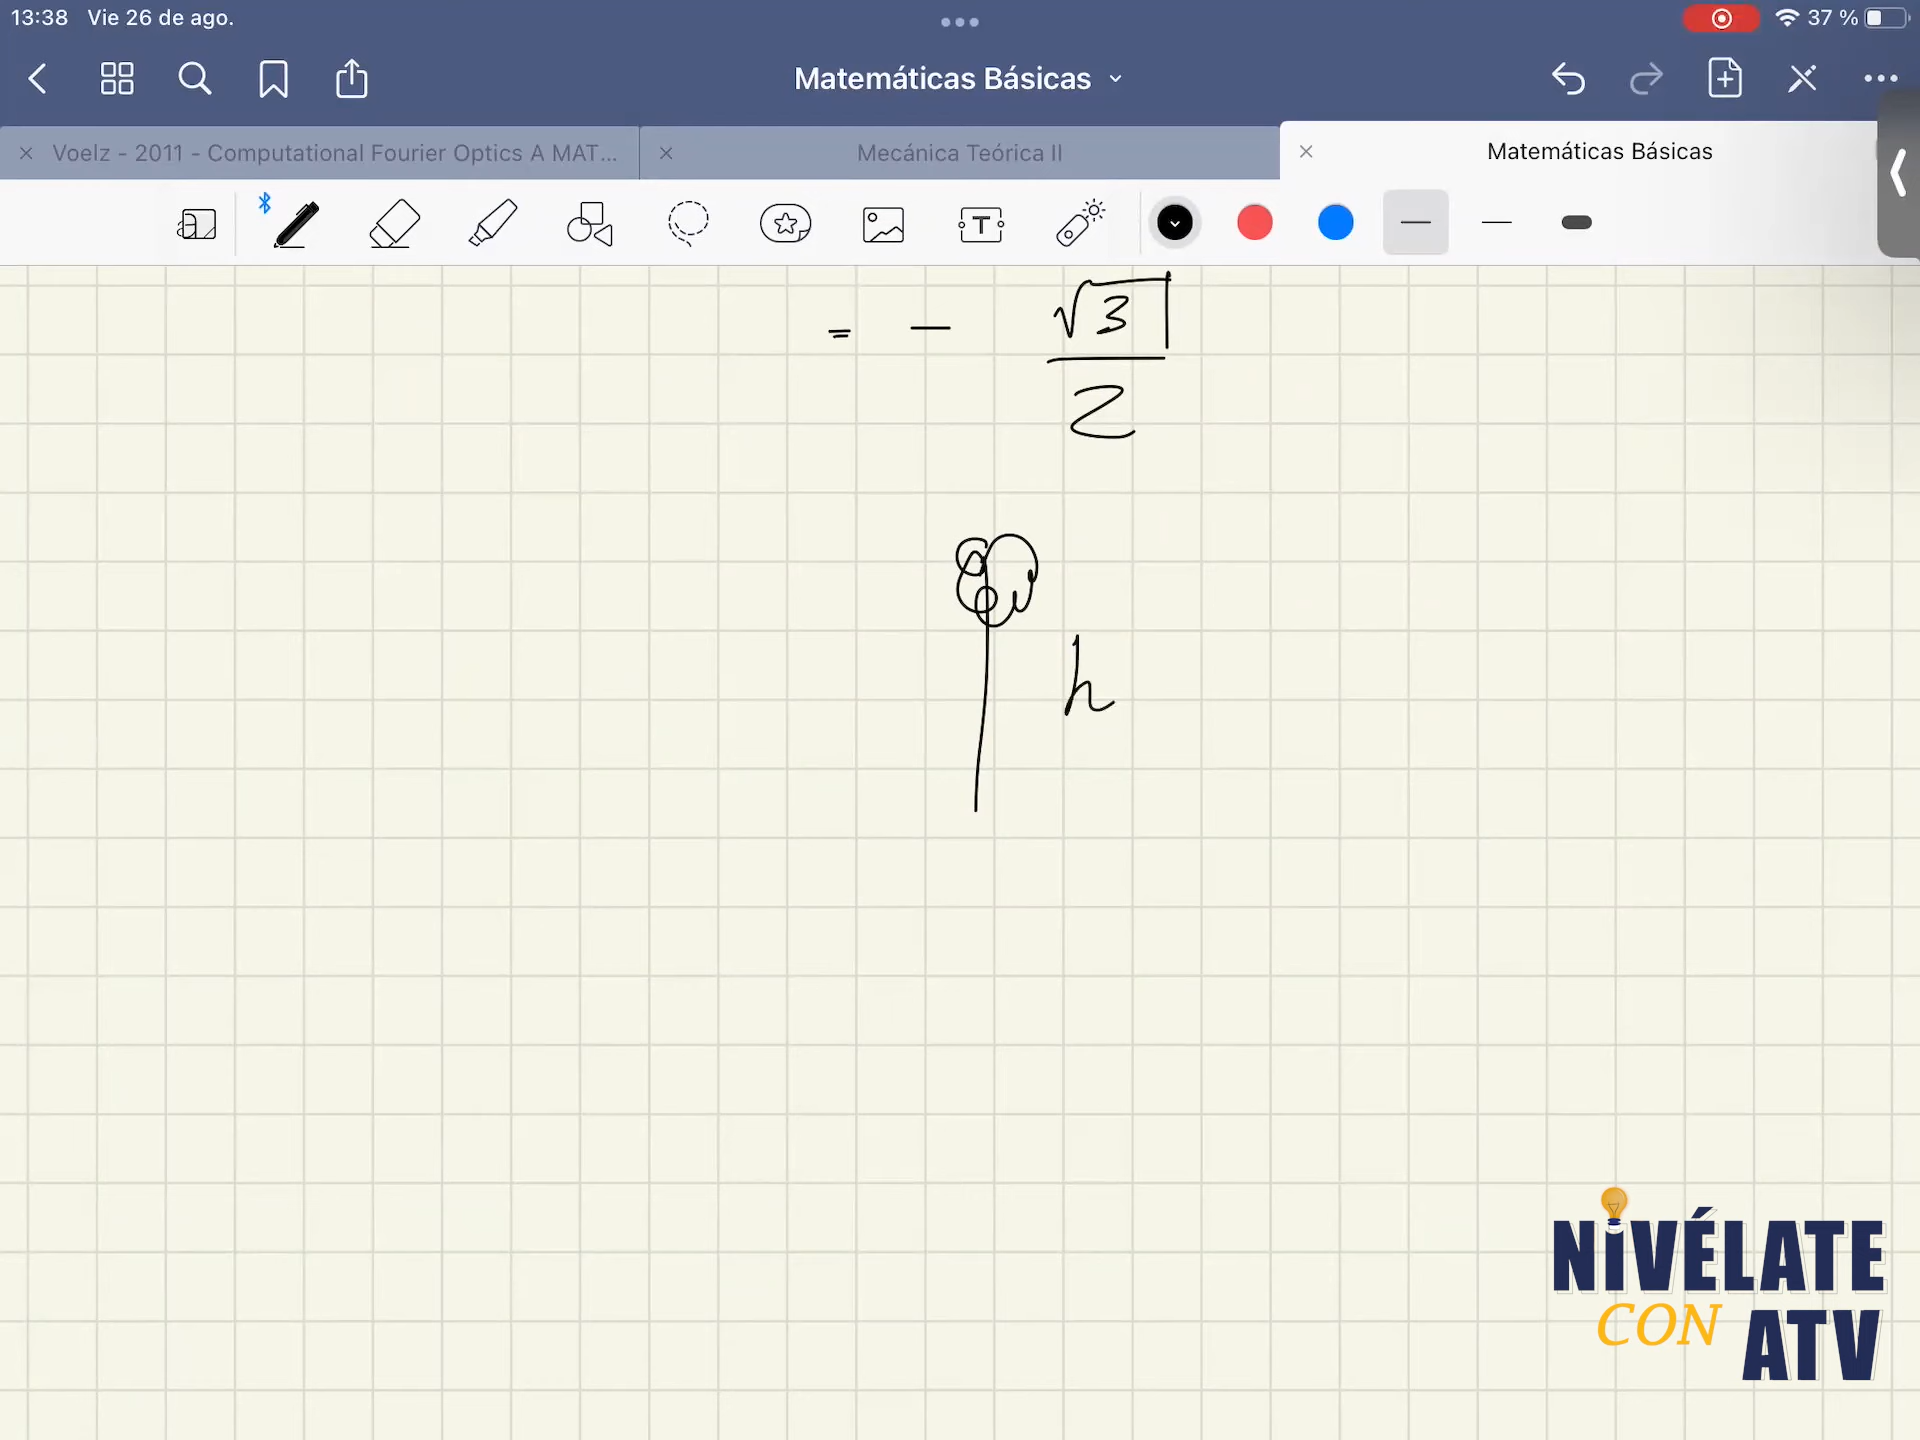 13:38 Vie 26 de ago. 37 %
Matemáticas Básicas
Voelz - 2011 - Computational Fourier Optics A MAT... Mecánica Teórica II Matemáticas Básicas
T
= - √3
2
h
NIVÉLATE
CON
ATV